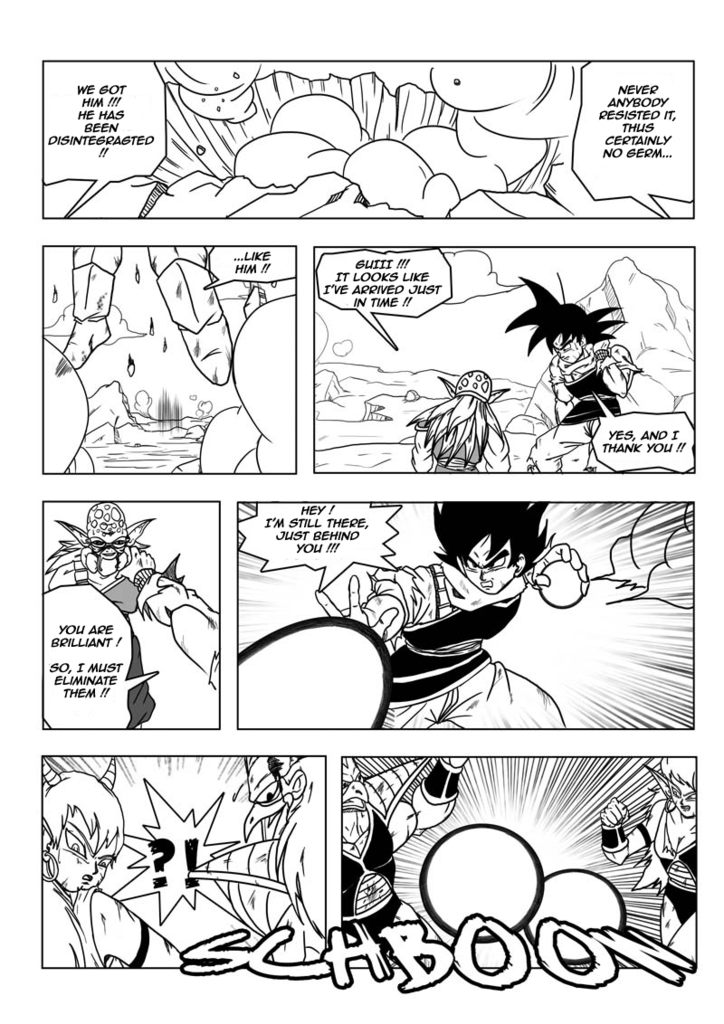 WE GOT
HIM !!!
HE HAS
BEEN
DISINTEGRAGTED
!!
NEVER
ANYBODY
RESISTED IT,
THUS
CERTAINLY
NO GERM...
...LIKE
HIM !!
GUIII !!!
IT LOOKS LIKE
I'VE ARRIVED JUST
IN TIME !!
YES, AND I
THANK YOU !!
YOU ARE
BRILLIANT !
SO, I MUST
ELIMINATE
THEM !!
HEY !
I'M STILL THERE,
JUST BEHIND
YOU !!!
?!
SCHBOOM